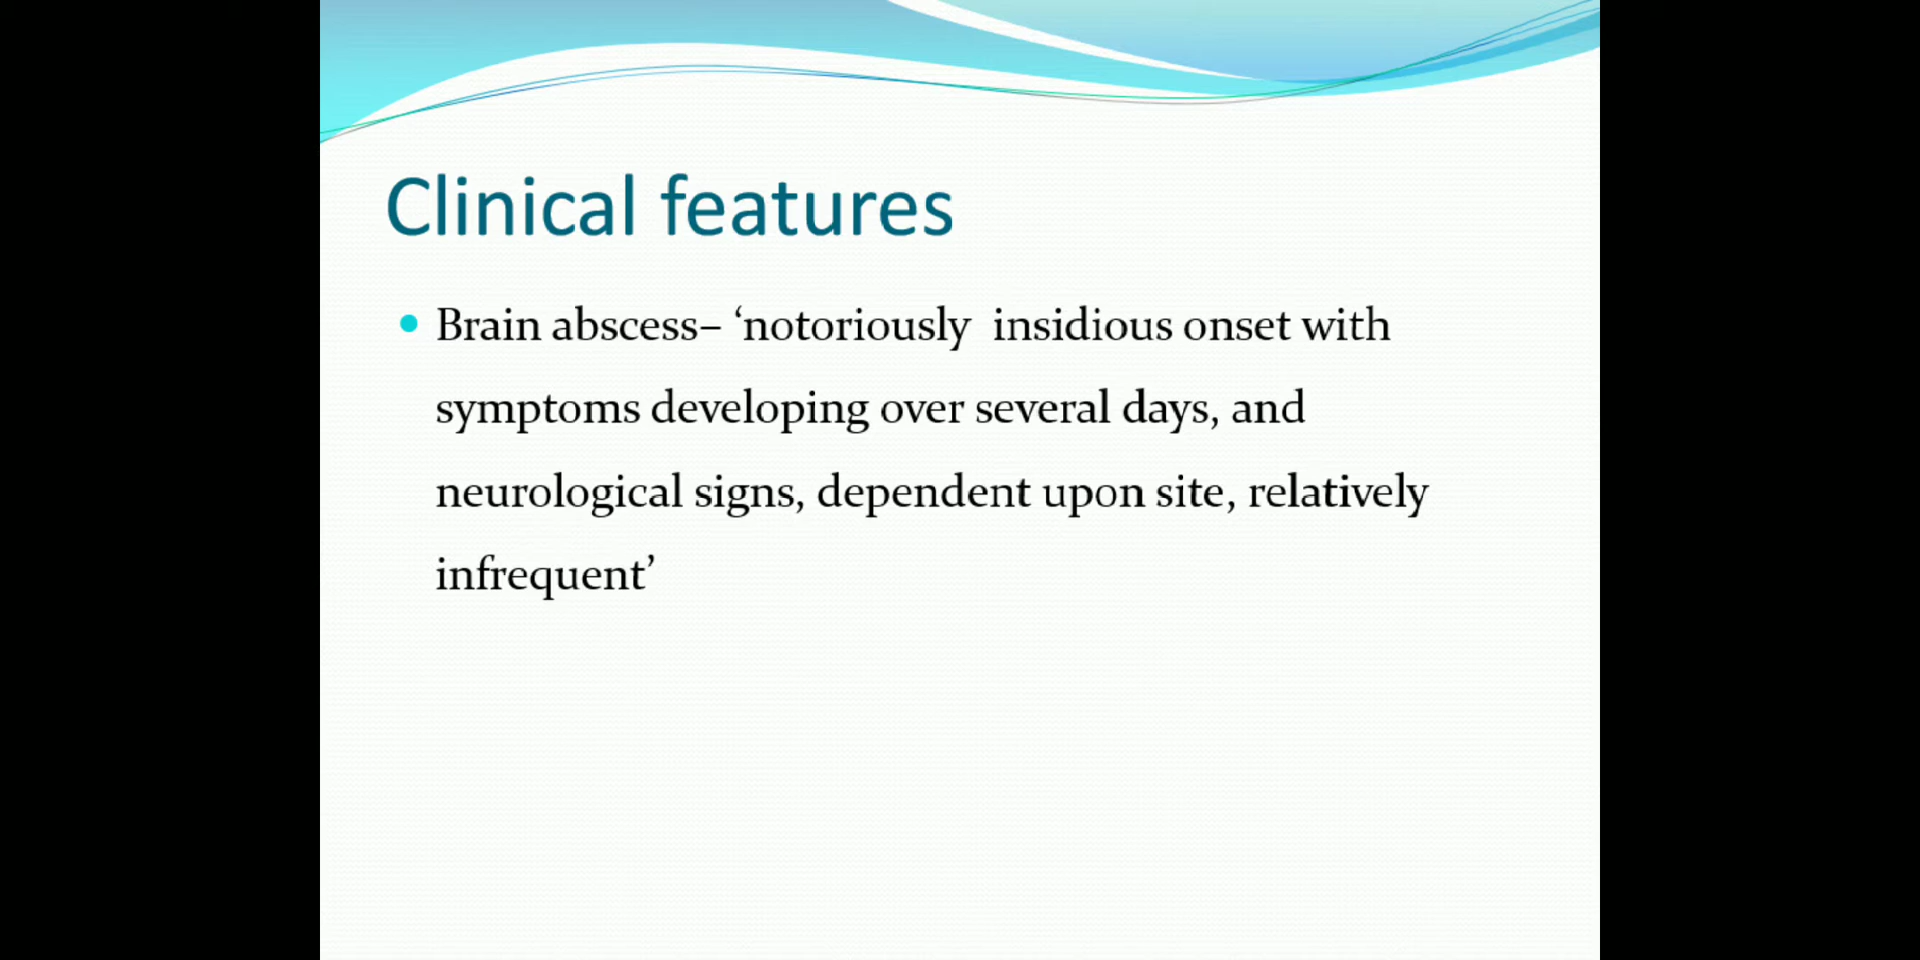 Clinical features
Brain abscess– ‘notoriously  insidious onset with
symptoms developing over several days, and
neurological signs, dependent upon site, relatively
infrequent’